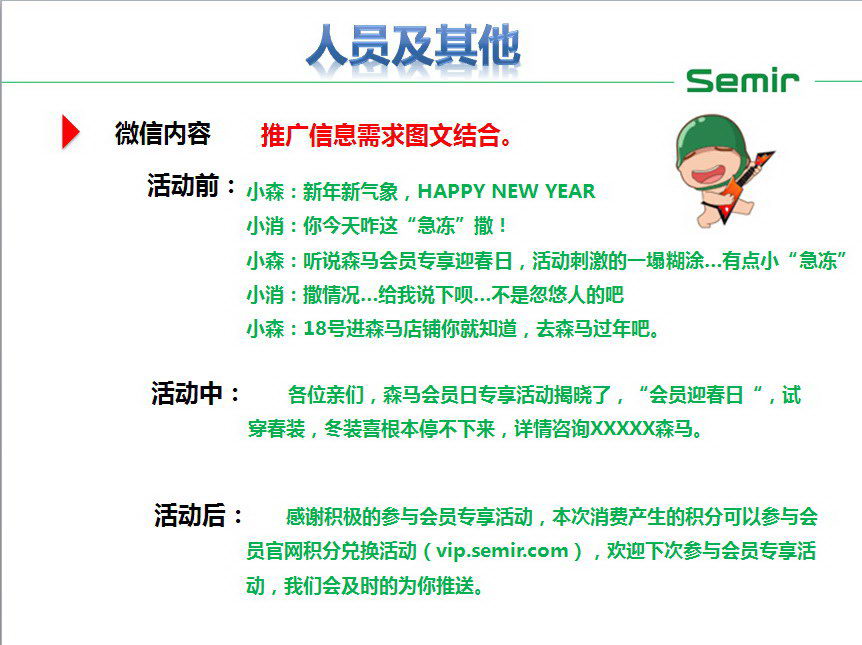 人员及其他
Semir
微信内容 推广信息需求图文结合。
活动前：
小森：新年新气象，HAPPY NEW YEAR
小消：你今天咋这“急冻”撒！
小森：听说森马会员专享迎春日，活动刺激的一塌糊涂...有点小“急冻”
小消：撒情况...给我说下呗...不是忽悠人的吧
小森：18号进森马店铺你就知道，去森马过年吧。
活动中： 各位亲们，森马会员日专享活动揭晓了，“会员迎春日“，试
穿春装，冬装喜根本停不下来，详情咨询XXXXX森马。
活动后： 感谢积极的参与会员专享活动，本次消费产生的积分可以参与会
员官网积分兑换活动（vip.semir.com），欢迎下次参与会员专享活
动，我们会及时的为你推送。